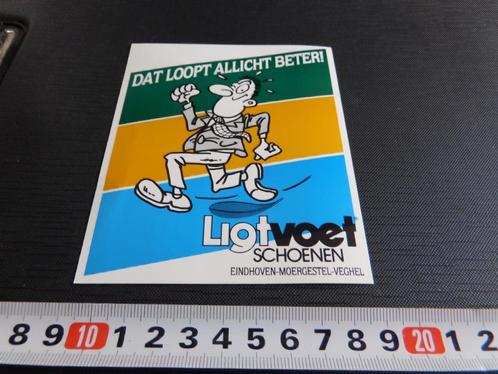 DAT LOOPT ALLICHT BETER!
Ligtvoet
SCHOENEN
EINDHOVEN-MOERGESTEL-VEGHEL
8 9 10 1 2 3 4 5 6 7 8 9 20 1 2